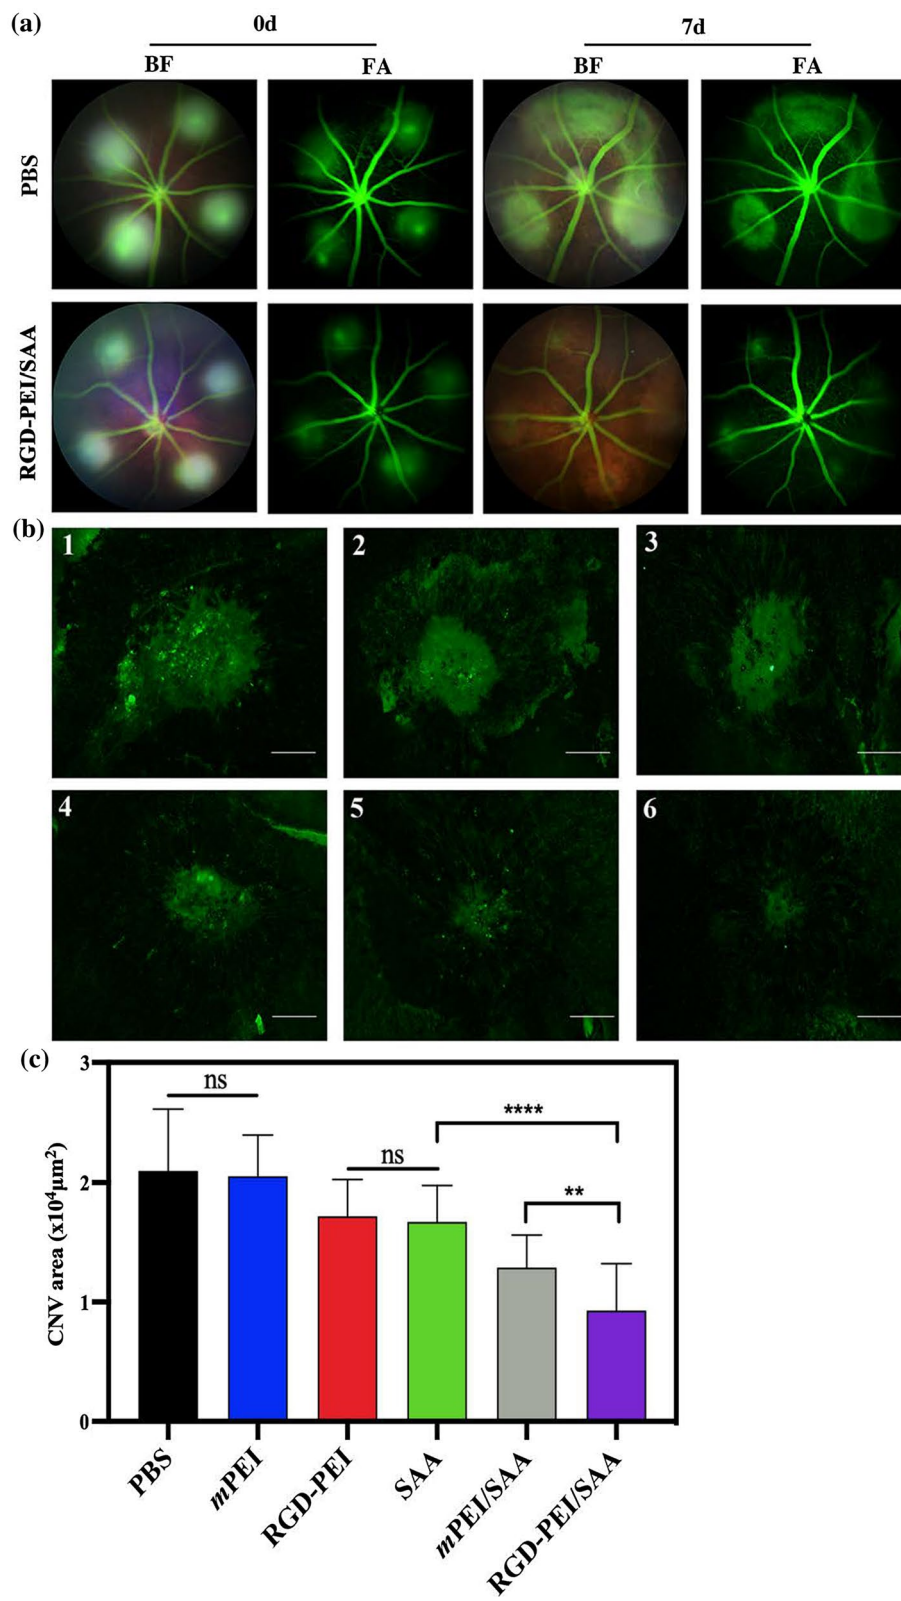 (a)
0d
7d
BF
FA
BF
FA
PBS
RGD-PEI/SAA
(b)
1
2
3
4
5
6
(c)
3
2
1
0
CNV area (x10⁴μm²)
ns
ns
****
**
PBS
mPEI
RGD-PEI
SAA
mPEI/SAA
RGD-PEI/SAA